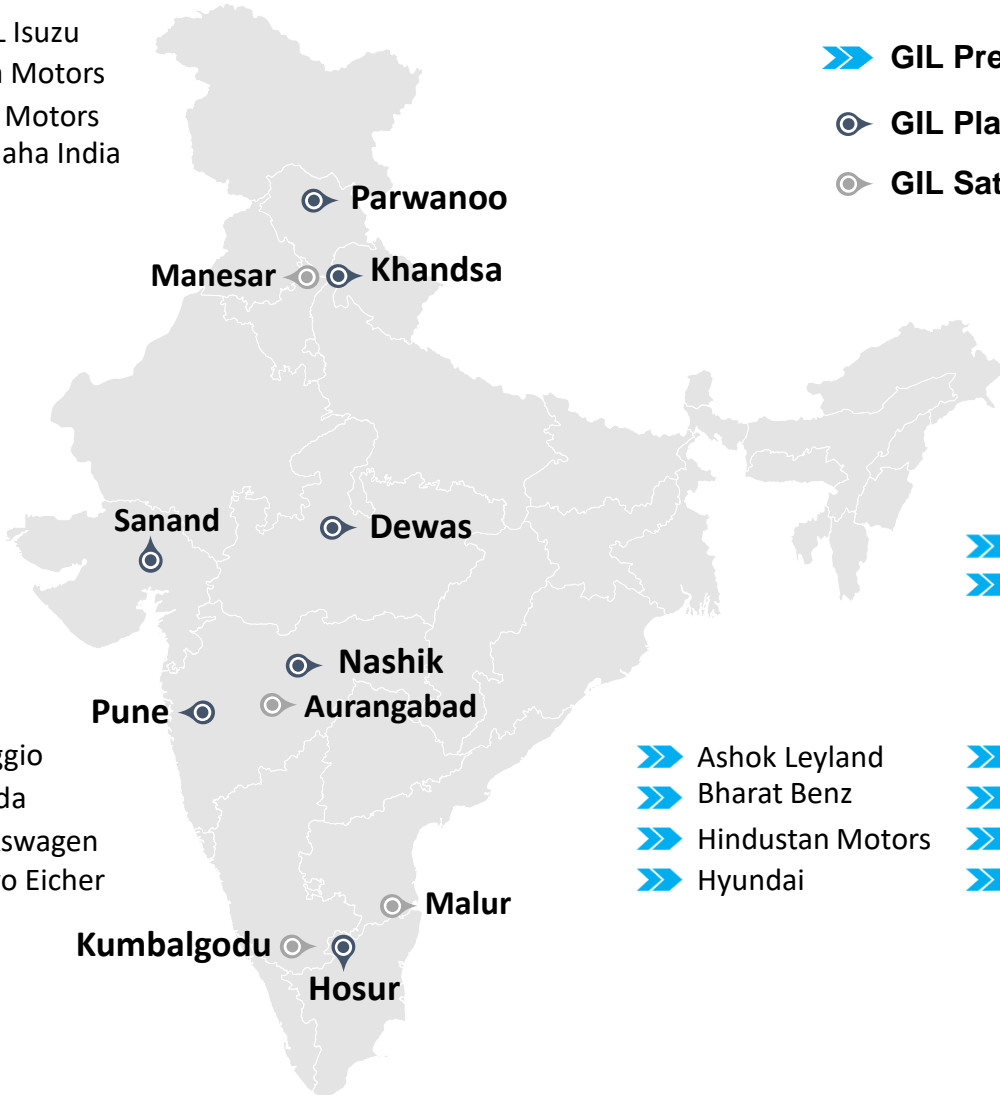 L Isuzu
Motors
Motors
aha India
GIL Pre
GIL Pla
GIL Sat
Parwanoo
Manesar
Khandsa
Sanand
Dewas
Nashik
Aurangabad
Pune
ggio
da
swagen
o Eicher
Ashok Leyland
Bharat Benz
Hindustan Motors
Hyundai
Malur
Kumbalgodu
Hosur